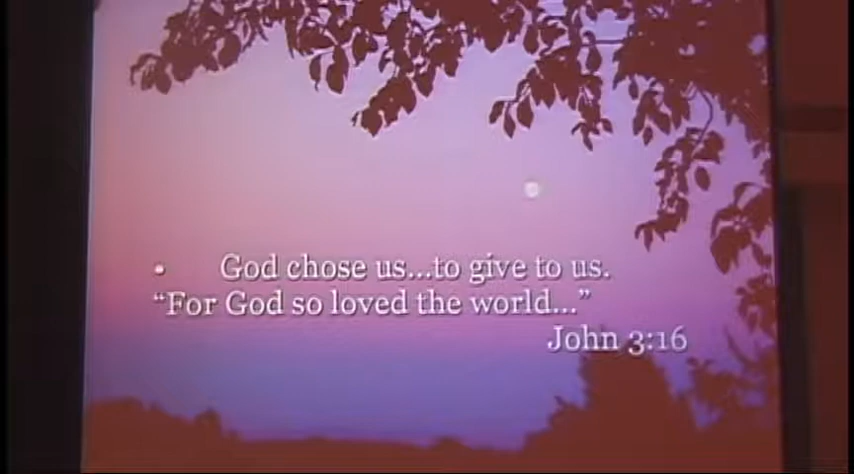 • God chose us...to give to us.
“For God so loved the world...”
John 3:16